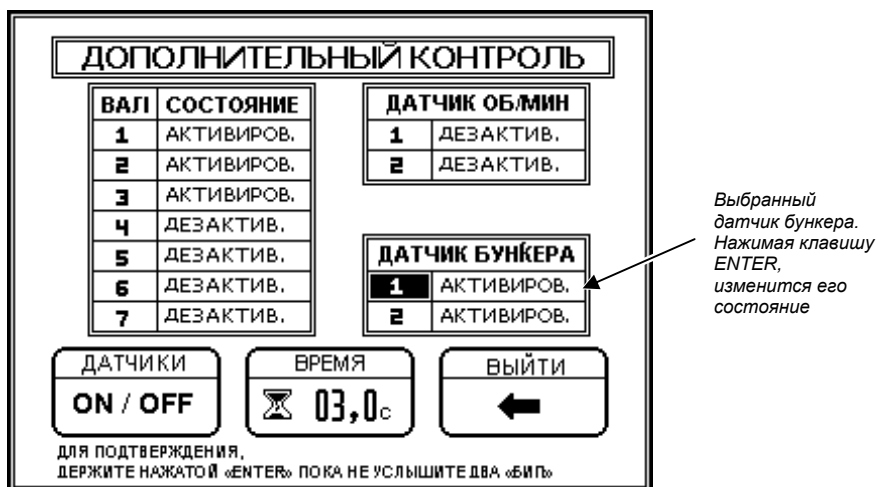 ДОПОЛНИТЕЛЬНЫЙ КОНТРОЛЬ
ВАЛ СОСТОЯНИЕ
1 АКТИВИРОВ.
2 АКТИВИРОВ.
3 АКТИВИРОВ.
4 ДЕЗАКТИВ.
5 ДЕЗАКТИВ.
6 ДЕЗАКТИВ.
7 ДЕЗАКТИВ.
ДАТЧИК ОБ/МИН
1 ДЕЗАКТИВ.
2 ДЕЗАКТИВ.
ДАТЧИК БУНКЕРА
1 АКТИВИРОВ.
2 АКТИВИРОВ.
Выбранный
датчик бункера.
Нажимая клавишу
ENTER,
изменится его
состояние
ДАТЧИКИ
ON / OFF
ВРЕМЯ
03,0с
ВЫЙТИ
ДЛЯ ПОДТВЕРЖДЕНИЯ,
ДЕРЖИТЕ НАЖАТОЙ «ENTER» ПОКА НЕ УСЛЫШИТЕ ДВА «БИП»